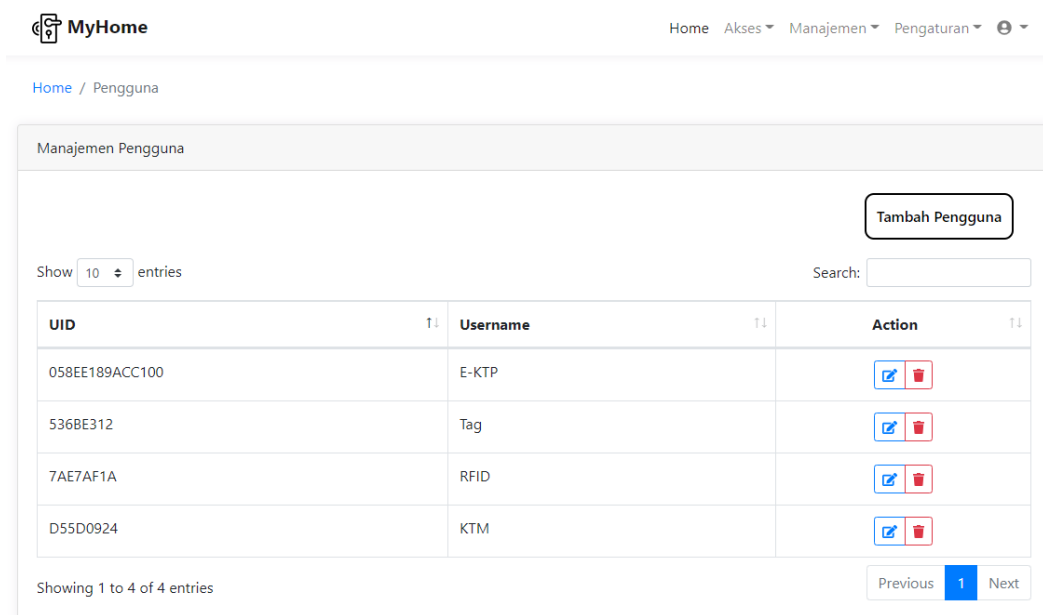 MyHome
Home Akses Manajemen Pengaturan
Home / Pengguna
Manajemen Pengguna
Tambah Pengguna
Show 10 entries Search:
UID Username Action
058EE189ACC100 E-KTP
536BE312 Tag
7AE7AF1A RFID
D55D0924 KTM
Showing 1 to 4 of 4 entries
Previous 1 Next